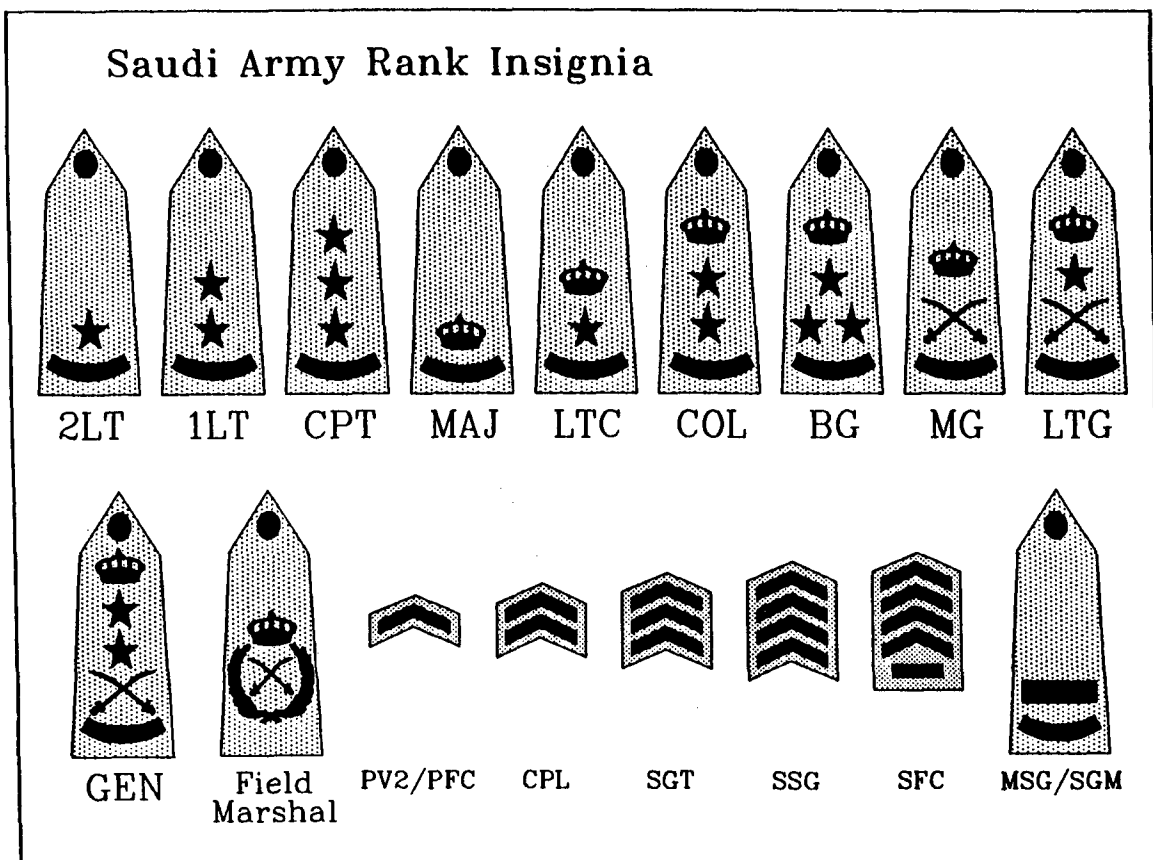 Saudi Army Rank Insignia
2LT 1LT CPT MAJ LTC COL BG MG LTG
GEN Field Marshal PV2/PFC CPL SGT SSG SFC MSG/SGM